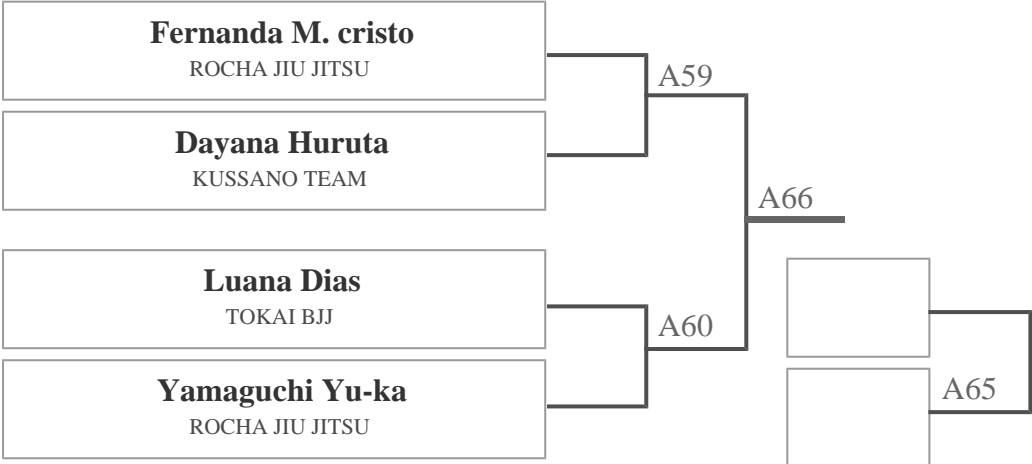 Fernanda M. cristo
ROCHA JIU JITSU
A59
Dayana Huruta
KUSSANO TEAM
A66
Luana Dias
TOKAI BJJ
A60
Yamaguchi Yu-ka
ROCHA JIU JITSU
A65